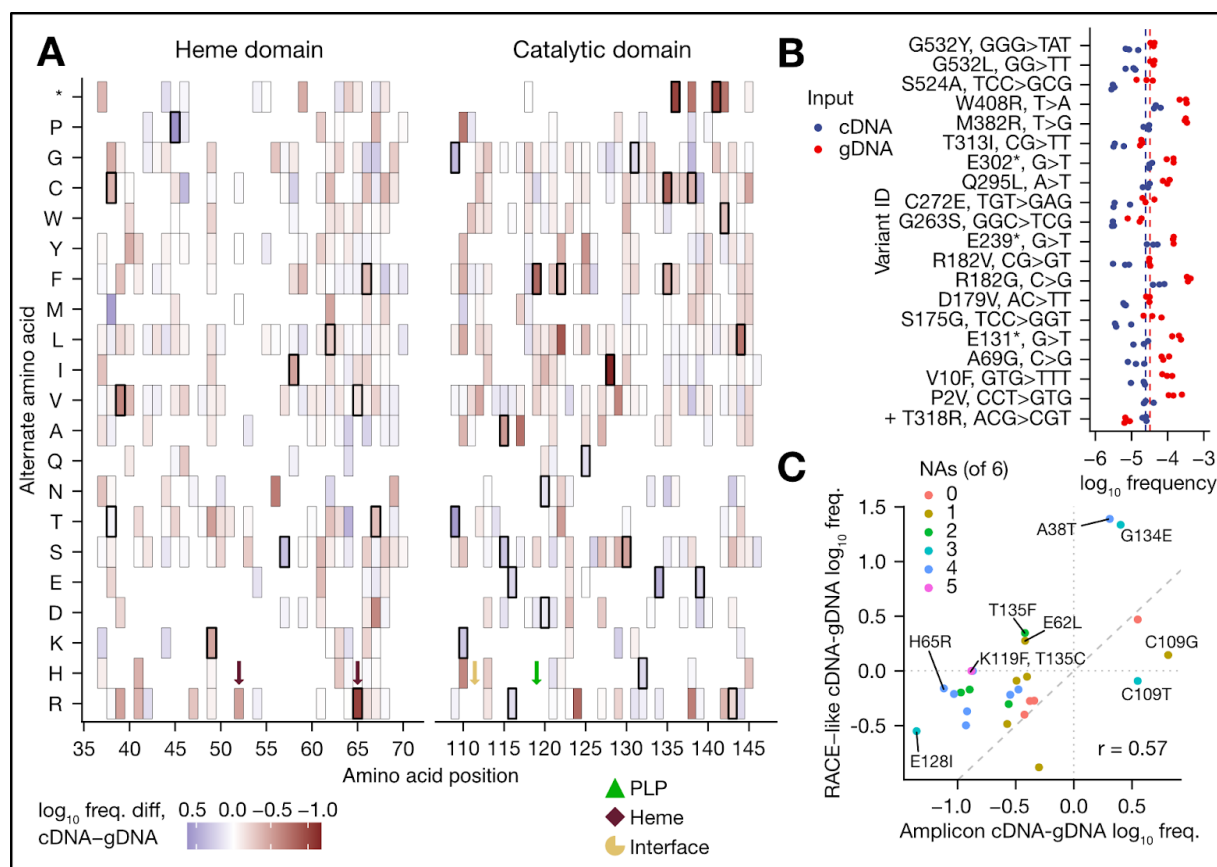 A
Heme domain
Catalytic domain
Alternate amino acid
*
P
G
C
W
Y
F
M
L
I
V
A
Q
N
T
S
E
D
K
H
R
35 40 45 50 55 60 65 70
110 115 120 125 130 135 140 145
Amino acid position
log10 freq. diff,
cDNA−gDNA
0.5 0.0 −0.5 −1.0
PLP
Heme
Interface
B
Input
cDNA
gDNA
Variant ID
G532Y, GGG>TAT
G532L, GG>TT
S524A, TCC>GCG
W408R, T>A
M382R, T>G
T313I, CG>TT
E302*, G>T
Q295L, A>T
C272E, TGT>GAG
G263S, GGC>TCG
E239*, G>T
R182V, CG>GT
R182G, C>G
D179V, AC>TT
S175G, TCC>GGT
E131*, G>T
A69G, C>G
V10F, GTG>TTT
P2V, CCT>GTG
+ T318R, ACG>CGT
−6 −5 −4 −3
log10 frequency
C
NAs (of 6)
0
1
2
3
4
5
RACE−like cDNA-gDNA log10 freq.
1.5
1.0
0.5
0.0
-0.5
A38T
G134E
T135F
E62L
H65R
K119F, T135C
C109G
C109T
E128I
r = 0.57
-1.0 -0.5 0.0 0.5
Amplicon cDNA-gDNA log10 freq.